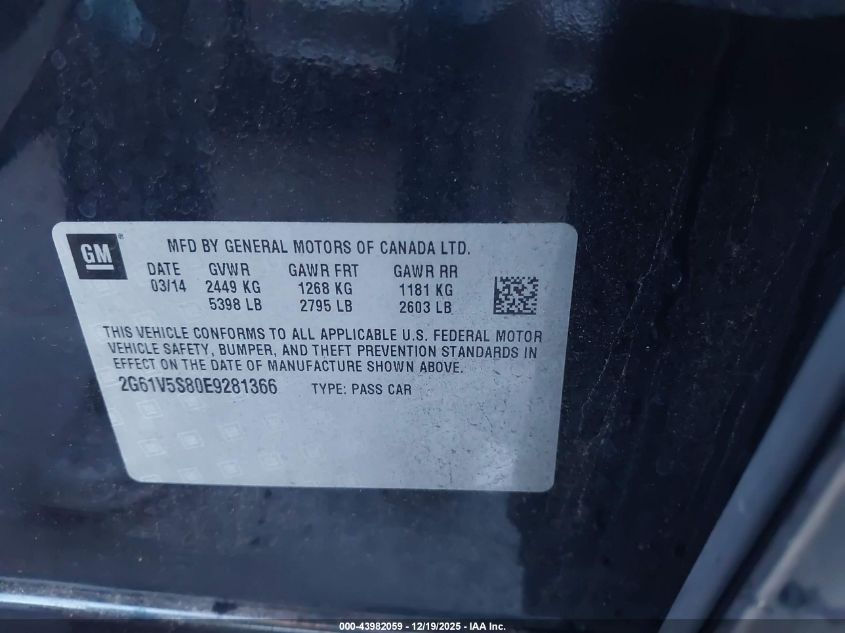 GM ®
MFD BY GENERAL MOTORS OF CANADA LTD.
DATE GVWR GAWR FRT GAWR RR
03/14 2449 KG 1268 KG 1181 KG
5398 LB 2795 LB 2603 LB
THIS VEHICLE CONFORMS TO ALL APPLICABLE U.S. FEDERAL MOTOR
VEHICLE SAFETY, BUMPER, AND THEFT PREVENTION STANDARDS IN
EFFECT ON THE DATE OF MANUFACTURE SHOWN ABOVE.
2G61V5S80E9281366 TYPE: PASS CAR
000-43982059 - 12/19/2025 - IAA Inc.